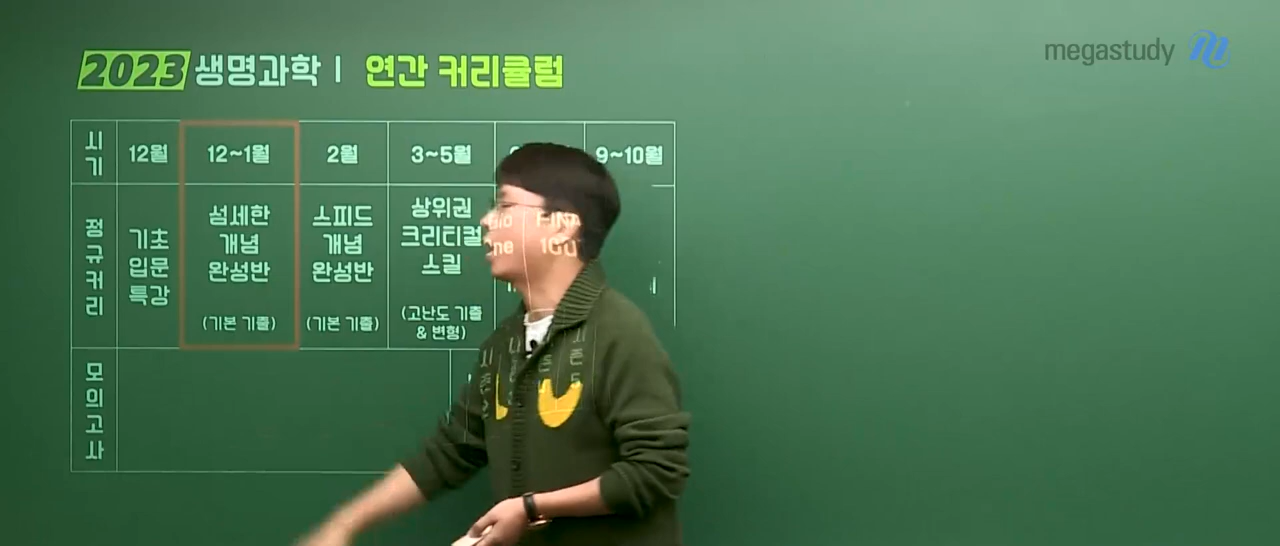 2023 생명과학 I 연간 커리큘럼
megastudy
시기
12월
12~1월
2월
3~5월
9~10월
정규커리
기초
입문
특강
섬세한
개념
완성반
(기본 기출)
스피드
개념
완성반
(기본 기출)
상위권
크리티컬
스킬
(고난도 기출
& 변형)
모의고사